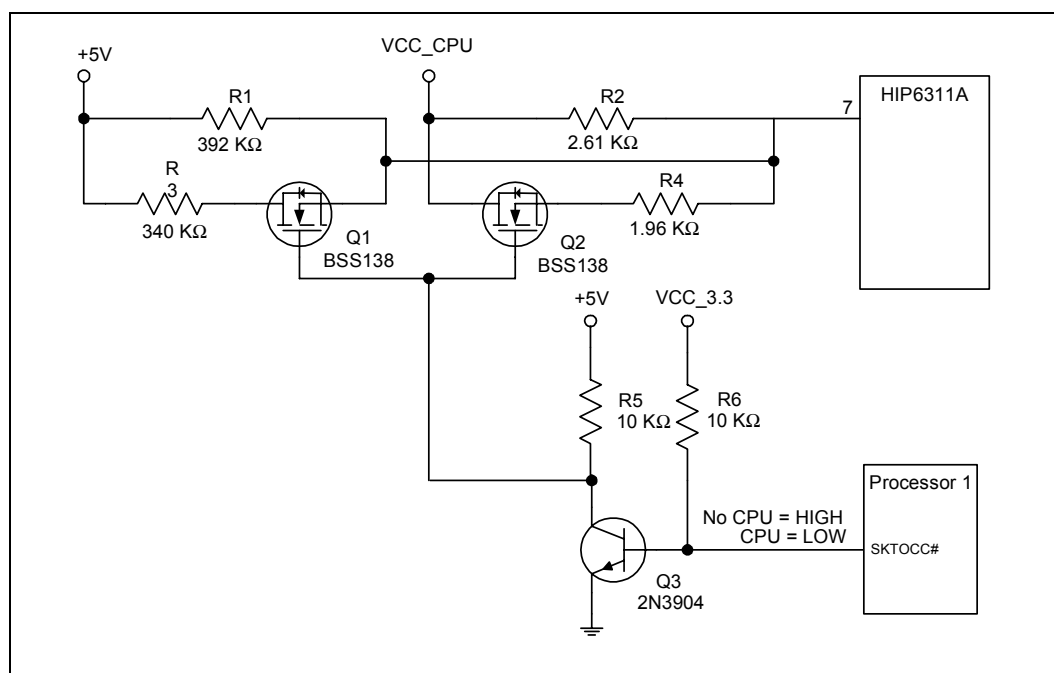 +5V
VCC_CPU
R1
392 KΩ
R2
2.61 KΩ
7
HIP6311A
R
3
340 KΩ
Q1
BSS138
Q2
BSS138
R4
1.96 KΩ
+5V
VCC_3.3
R5
10 KΩ
R6
10 KΩ
Processor 1
No CPU = HIGH
CPU = LOW
SKTOCC#
Q3
2N3904